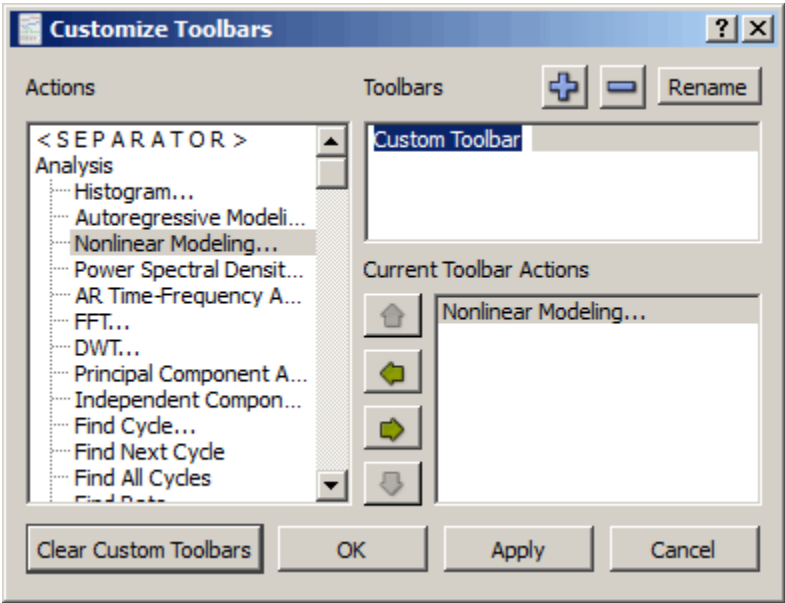 Customize Toolbars
Actions
Toolbars
Rename
< S E P A R A T O R >
Analysis
Histogram...
Autoregressive Modeli...
Nonlinear Modeling...
Power Spectral Densit...
AR Time-Frequency A...
FFT...
DWT...
Principal Component A...
Independent Compon...
Find Cycle...
Find Next Cycle
Find All Cycles
Custom Toolbar
Current Toolbar Actions
Nonlinear Modeling...
Clear Custom Toolbars
OK
Apply
Cancel